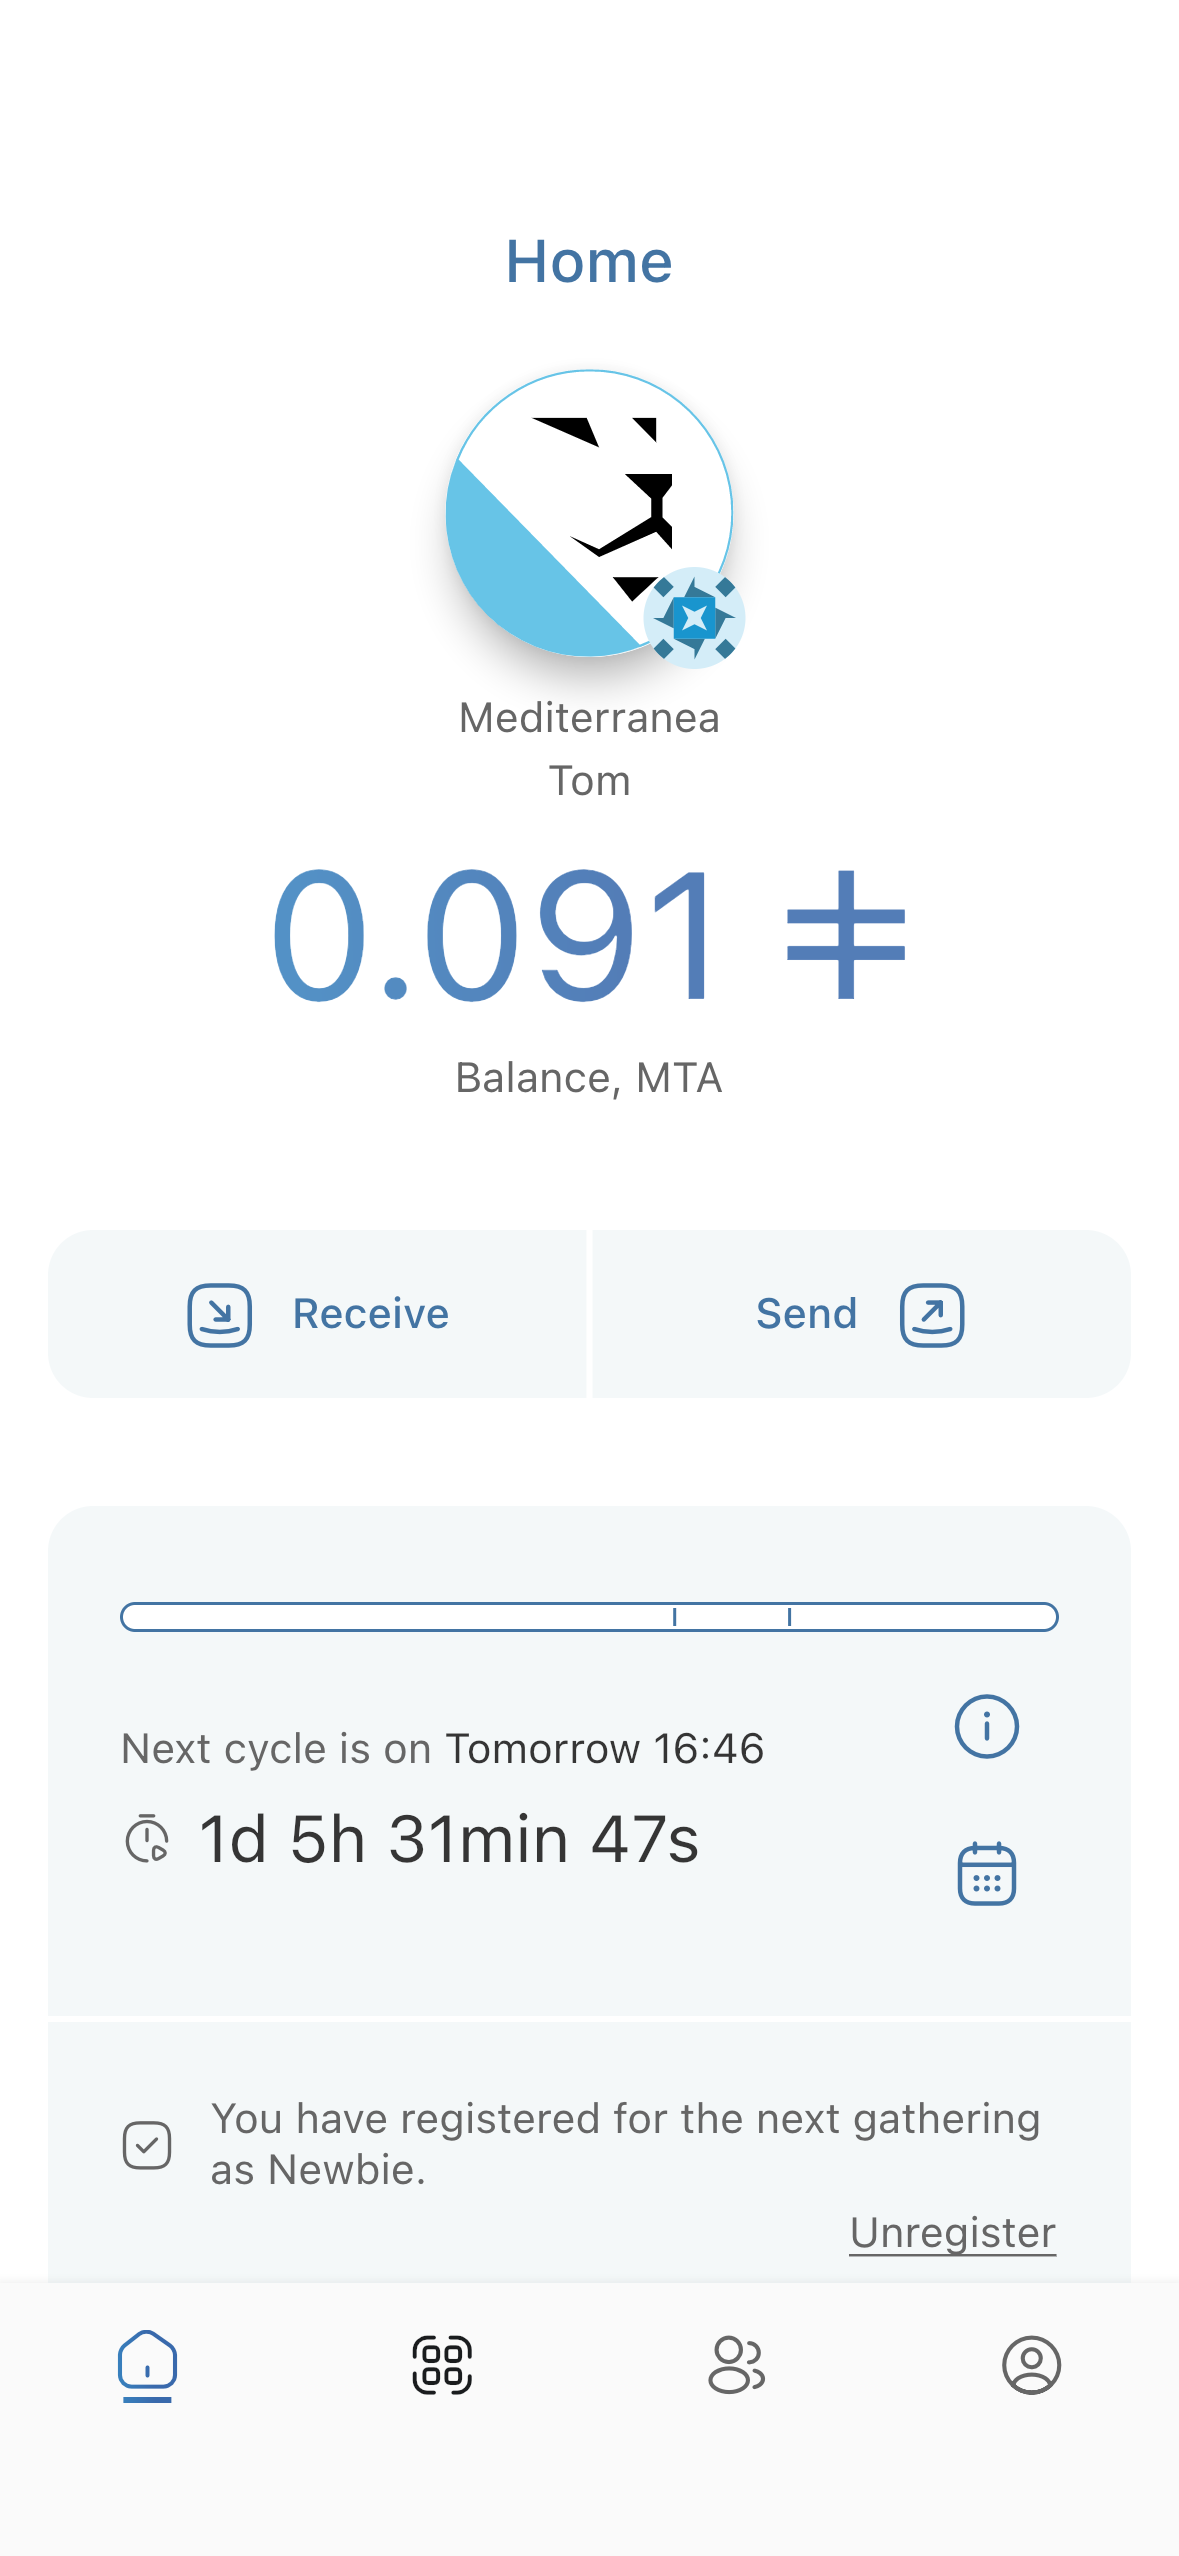 Home
Mediterranea
Tom
0.091 ␩
Balance, MTA
Receive
Send
Next cycle is on Tomorrow 16:46
1d 5h 31min 47s
You have registered for the next gathering
as Newbie.
Unregister